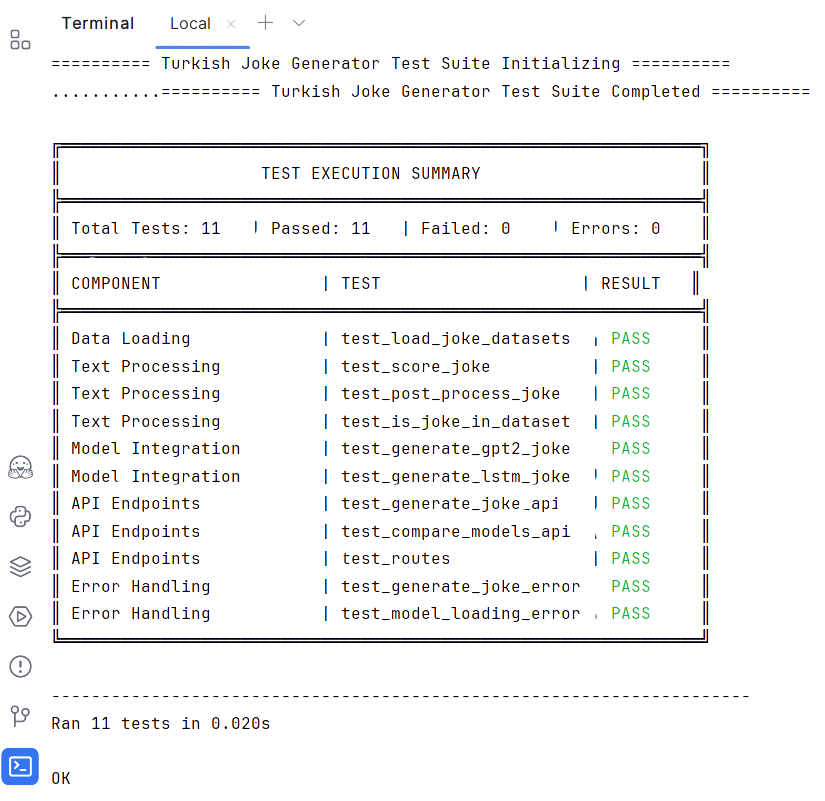 Terminal Local × +
========== Turkish Joke Generator Test Suite Initializing ==========
...........========== Turkish Joke Generator Test Suite Completed ==========
TEST EXECUTION SUMMARY
Total Tests: 11 | Passed: 11 | Failed: 0 | Errors: 0
COMPONENT | TEST | RESULT
Data Loading | test_load_joke_datasets | PASS
Text Processing | test_score_joke | PASS
Text Processing | test_post_process_joke | PASS
Text Processing | test_is_joke_in_dataset | PASS
Model Integration | test_generate_gpt2_joke PASS
Model Integration | test_generate_lstm_joke | PASS
API Endpoints | test_generate_joke_api | PASS
API Endpoints | test_compare_models_api | PASS
API Endpoints | test_routes | PASS
Error Handling | test_generate_joke_error PASS
Error Handling | test_model_loading_error | PASS
----------------------------------------------------------------------
Ran 11 tests in 0.020s
OK